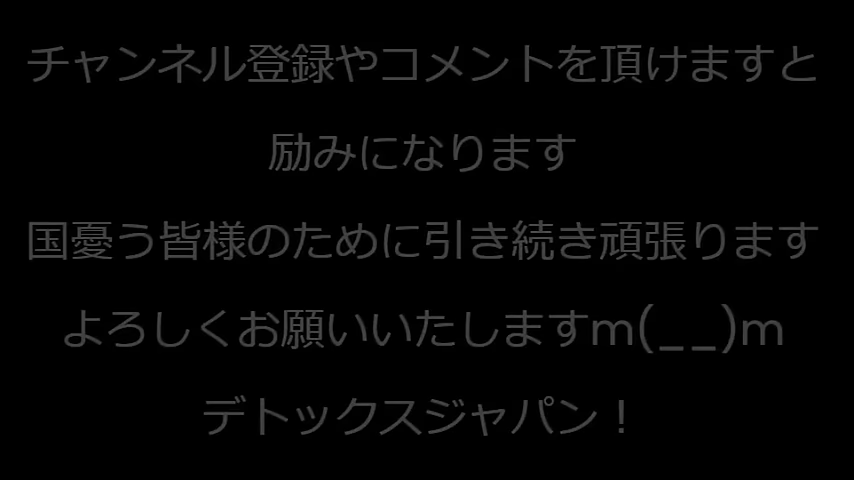 チャンネル登録やコメントを頂けますと
励みになります
国憂う皆様のために引き続き頑張ります
よろしくお願いいたしますm(__)m
デトックスジャパン！